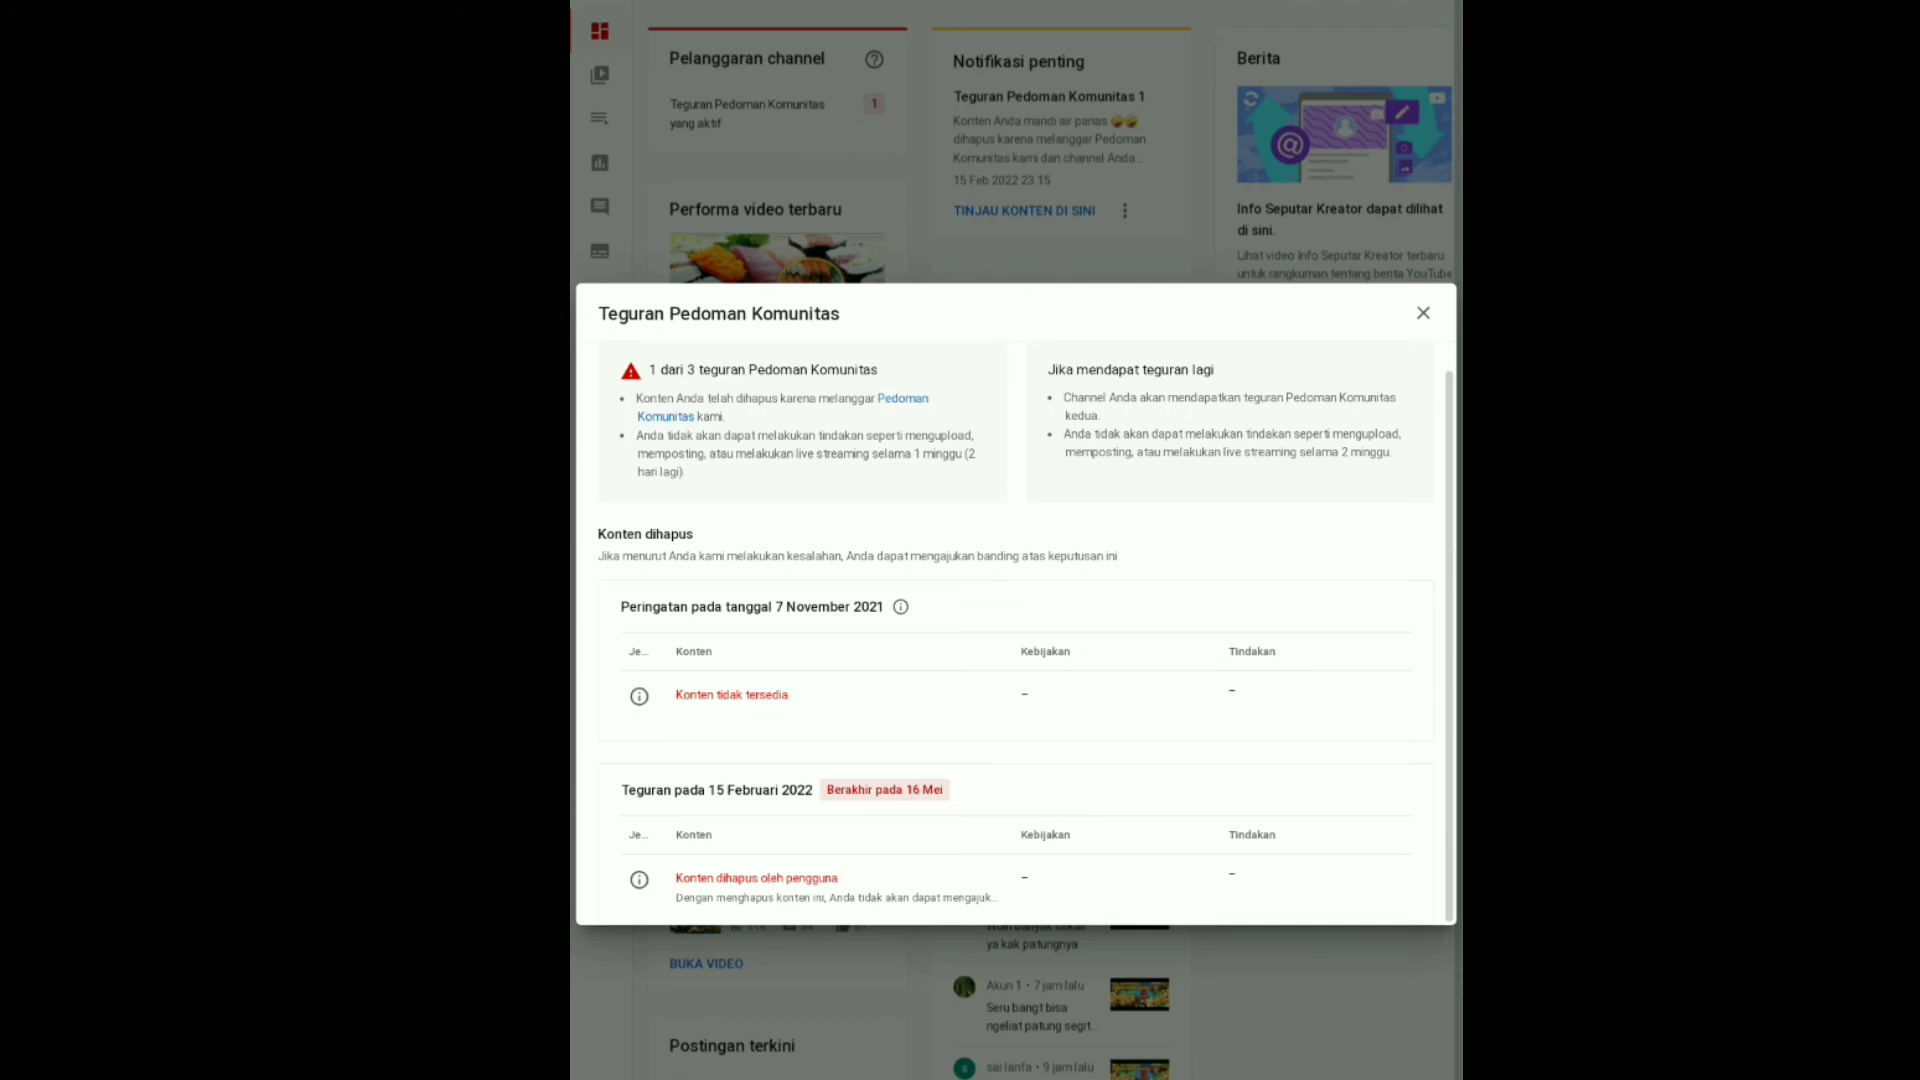 Pelanggaran channel
Teguran Pedoman Komunitas
yang aktif
1
Performa video terbaru
Notifikasi penting
Teguran Pedoman Komunitas 1
Konten Anda mandi air panas 🤪🤪
dihapus karena melanggar Pedoman
Komunitas kami dan channel Anda...
15 Feb 2022 23.15
TINJAU KONTEN DI SINI
Berita
Info Seputar Kreator dapat dilihat
di sini.
Lihat video Info Seputar Kreator terbaru
untuk rangkuman tentang berita YouTube
Teguran Pedoman Komunitas
1 dari 3 teguran Pedoman Komunitas
• Konten Anda telah dihapus karena melanggar Pedoman
Komunitas kami.
• Anda tidak akan dapat melakukan tindakan seperti mengupload,
memposting, atau melakukan live streaming selama 1 minggu (2
hari lagi).
Jika mendapat teguran lagi
• Channel Anda akan mendapatkan teguran Pedoman Komunitas
kedua.
• Anda tidak akan dapat melakukan tindakan seperti mengupload,
memposting, atau melakukan live streaming selama 2 minggu.
Konten dihapus
Jika menurut Anda kami melakukan kesalahan, Anda dapat mengajukan banding atas keputusan ini
Peringatan pada tanggal 7 November 2021
Je... Konten Kebijakan Tindakan
Konten tidak tersedia – –
Teguran pada 15 Februari 2022 Berakhir pada 16 Mei
Je... Konten Kebijakan Tindakan
Konten dihapus oleh pengguna – –
Dengan menghapus konten ini, Anda tidak akan dapat mengajuk...
BUKA VIDEO
Postingan terkini
banyak sekali
ya kak patungnya
Akun 1 • 7 jam lalu
Seru bangt bisa
ngeliat patung segit...
s
sai lanfa • 9 jam lalu